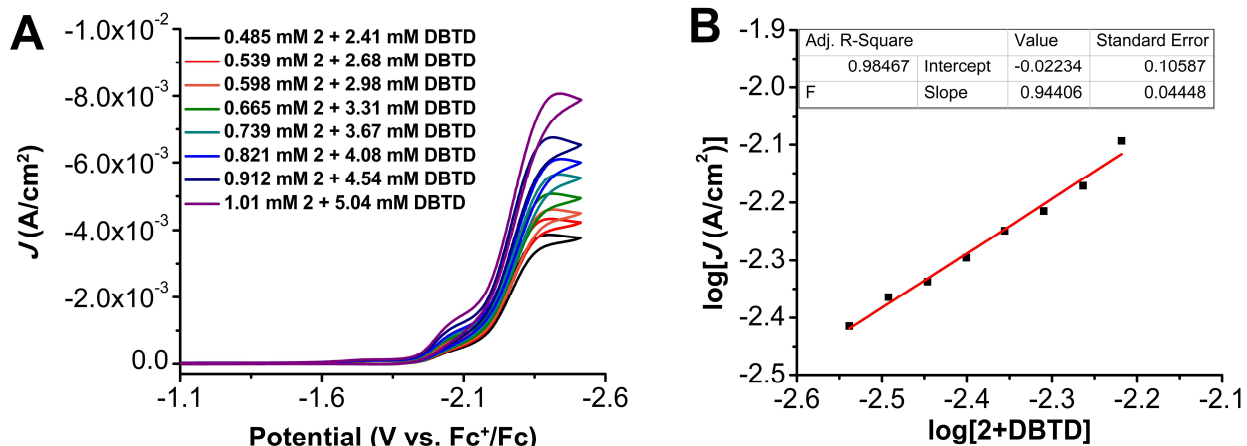 A
-1.0x10⁻²
-8.0x10⁻³
-6.0x10⁻³
-4.0x10⁻³
-2.0x10⁻³
0.0
J (A/cm²)
0.485 mM 2 + 2.41 mM DBTD
0.539 mM 2 + 2.68 mM DBTD
0.598 mM 2 + 2.98 mM DBTD
0.665 mM 2 + 3.31 mM DBTD
0.739 mM 2 + 3.67 mM DBTD
0.821 mM 2 + 4.08 mM DBTD
0.912 mM 2 + 4.54 mM DBTD
1.01 mM 2 + 5.04 mM DBTD
-1.1 -1.6 -2.1 -2.6
Potential (V vs. Fc⁺/Fc)
B
-1.9
-2.0
-2.1
-2.2
-2.3
-2.4
-2.5
log[J (A/cm²)]
Adj. R-Square Value Standard Error
0.98467 Intercept -0.02234 0.10587
F Slope 0.94406 0.04448
-2.6 -2.5 -2.4 -2.3 -2.2 -2.1
log[2+DBTD]